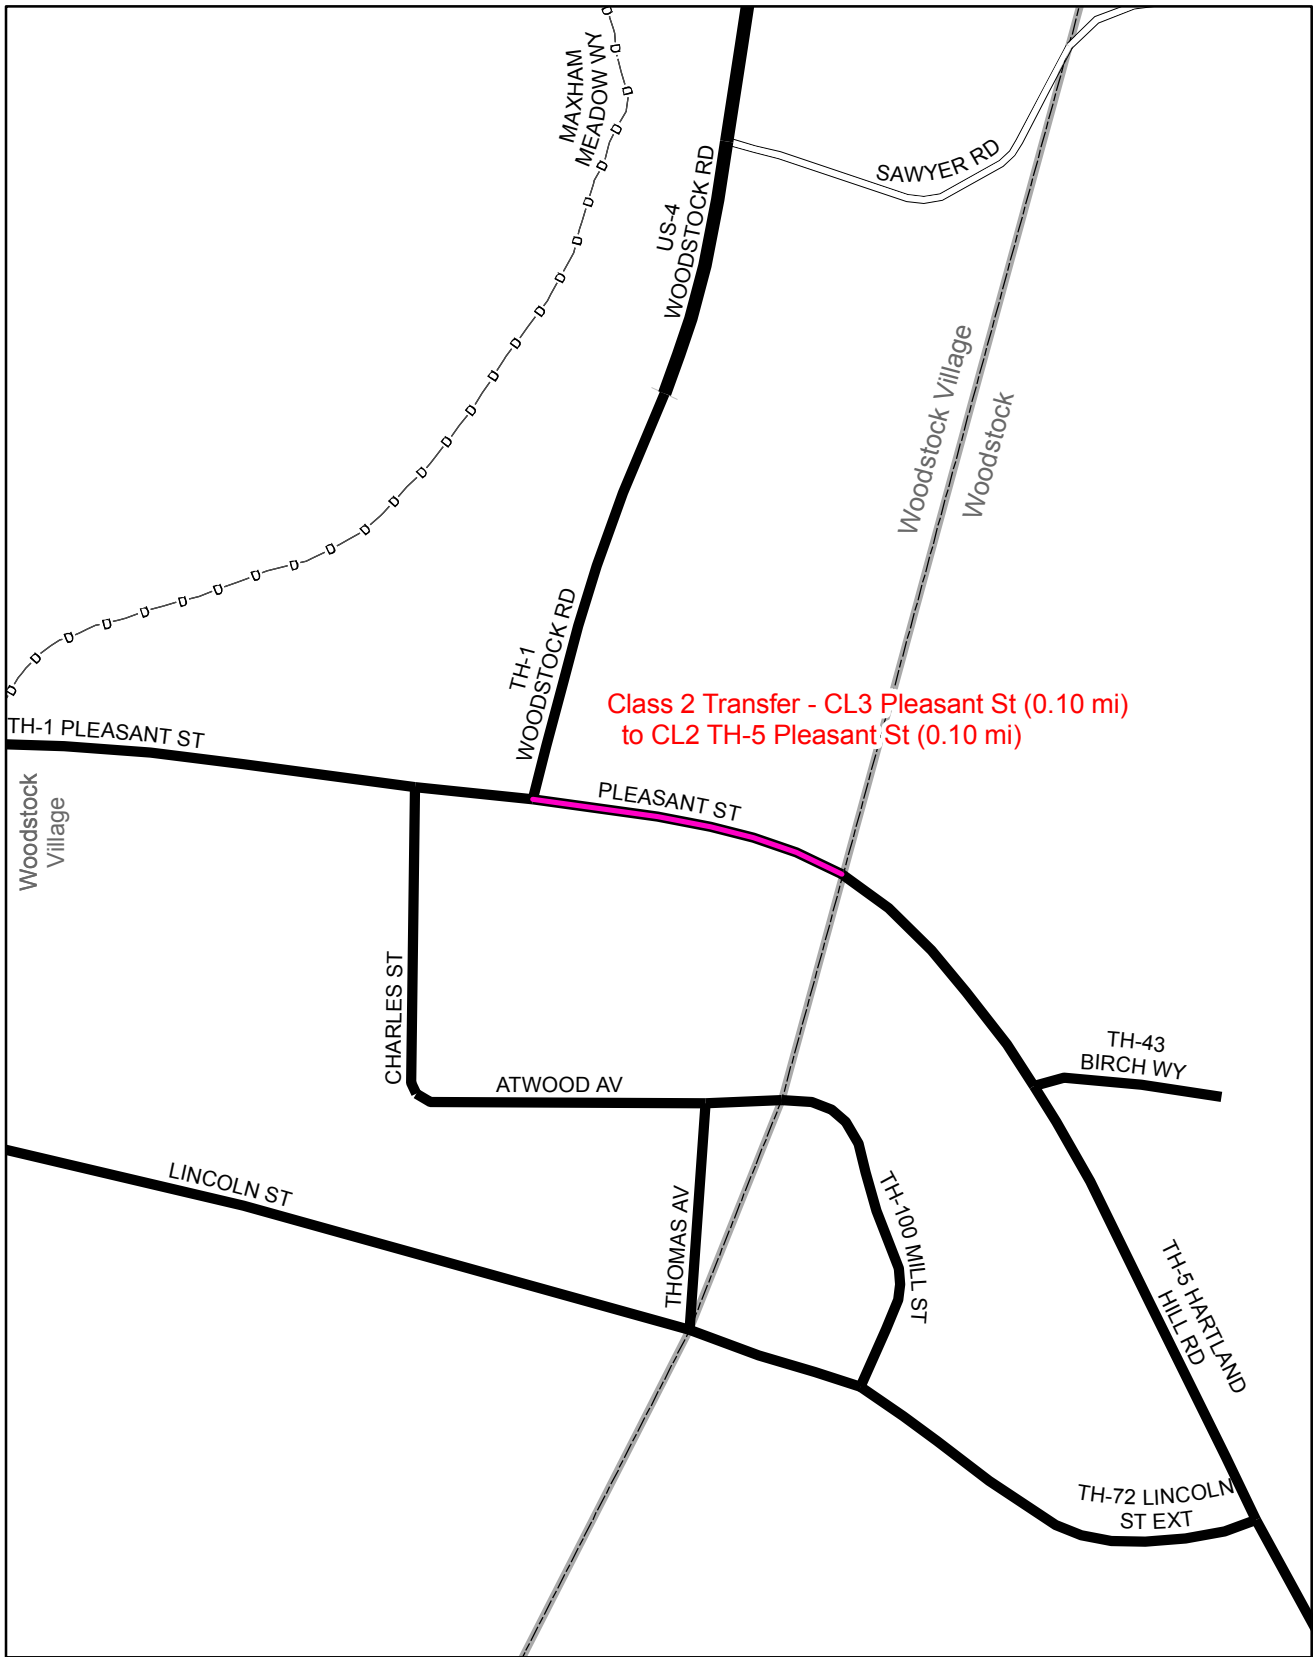 MAXHAM
MEADOW WY
SAWYER RD
US-4
WOODSTOCK RD
Woodstock Village
Woodstock
TH-1
WOODSTOCK RD
Class 2 Transfer - CL3 Pleasant St (0.10 mi)
to CL2 TH-5 Pleasant St (0.10 mi)
TH-1 PLEASANT ST
PLEASANT ST
Woodstock
Village
CHARLES ST
TH-43
BIRCH WY
ATWOOD AV
LINCOLN ST
THOMAS AV
TH-100 MILL ST
TH-5 HARTLAND
HILL RD
TH-72 LINCOLN
ST EXT